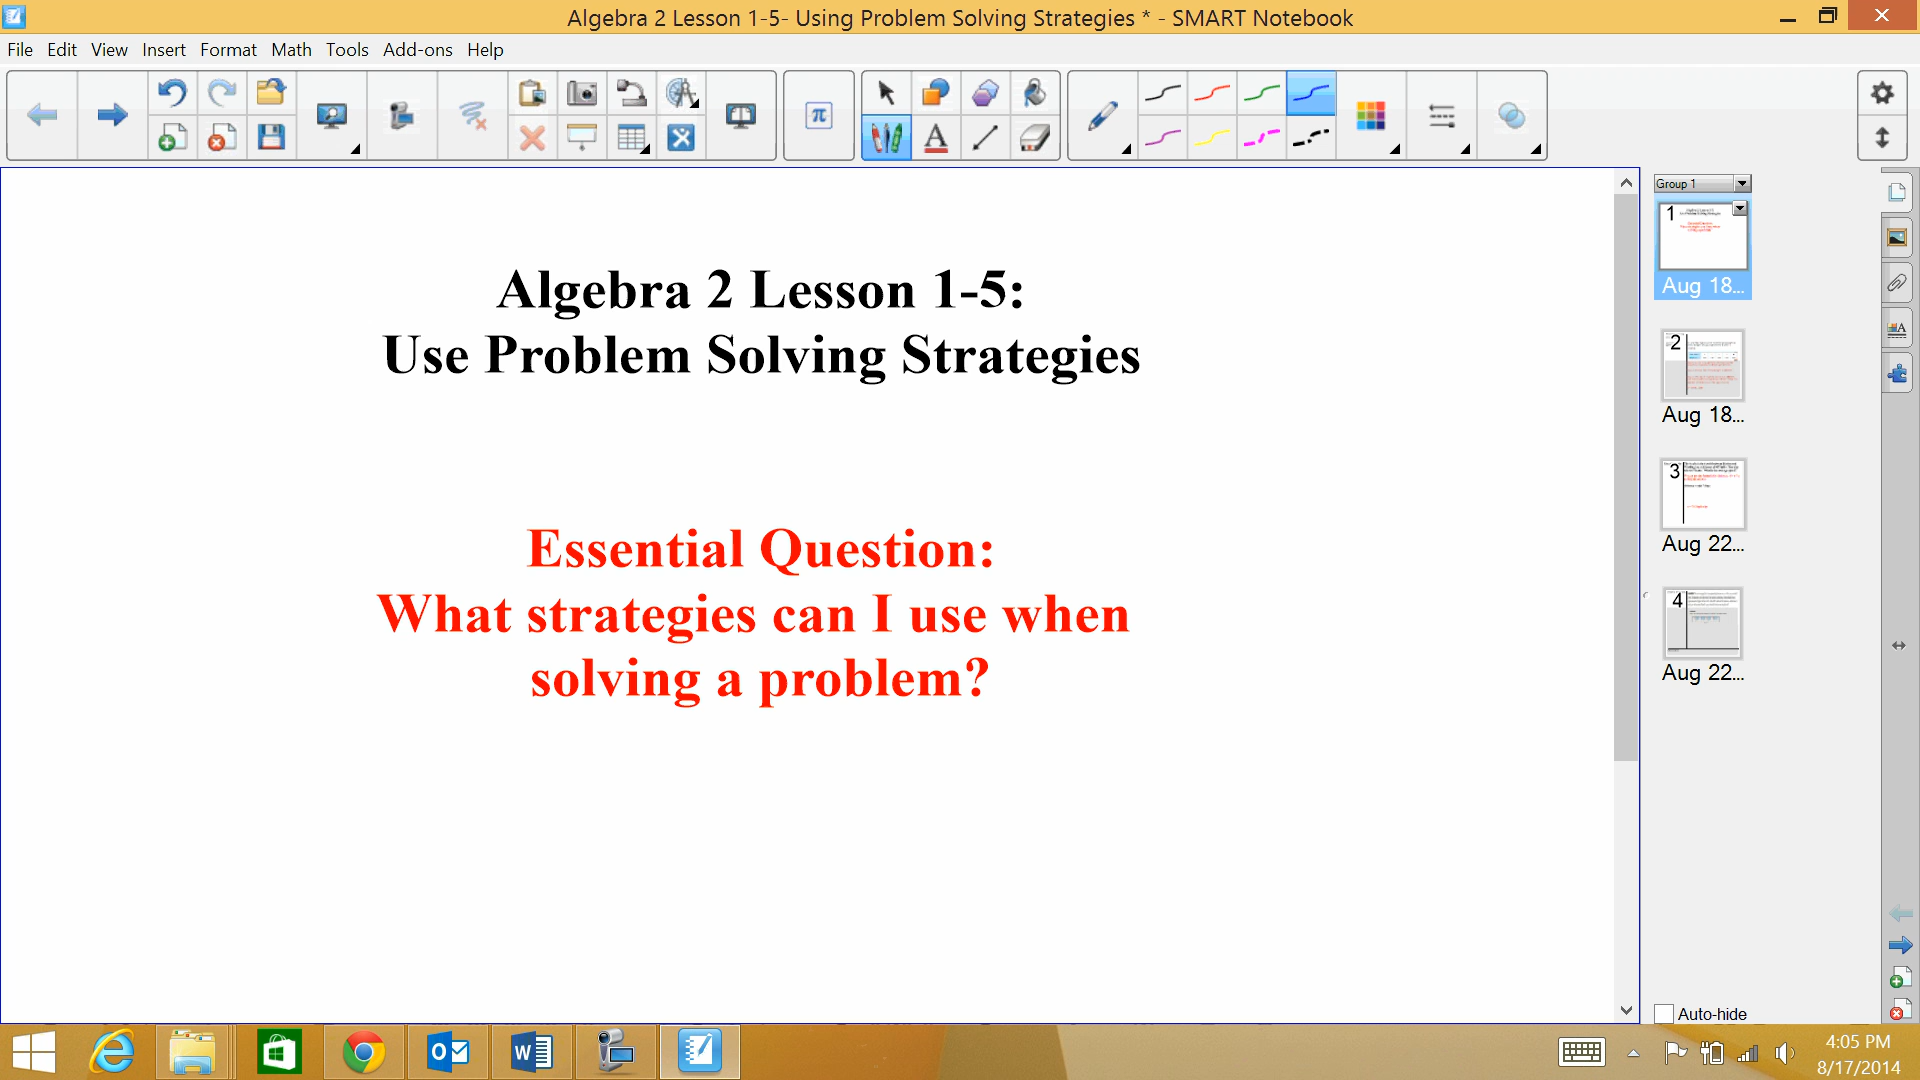 Algebra 2 Lesson 1-5- Using Problem Solving Strategies * - SMART Notebook
File Edit View Insert Format Math Tools Add-ons Help
Group 1
Algebra 2 Lesson 1-5:
Use Problem Solving Strategies
Essential Question:
What strategies can I use when
solving a problem?
1
Aug 18...
2
Aug 18...
3
Aug 22...
4
Aug 22...
Auto-hide
4:05 PM
8/17/2014